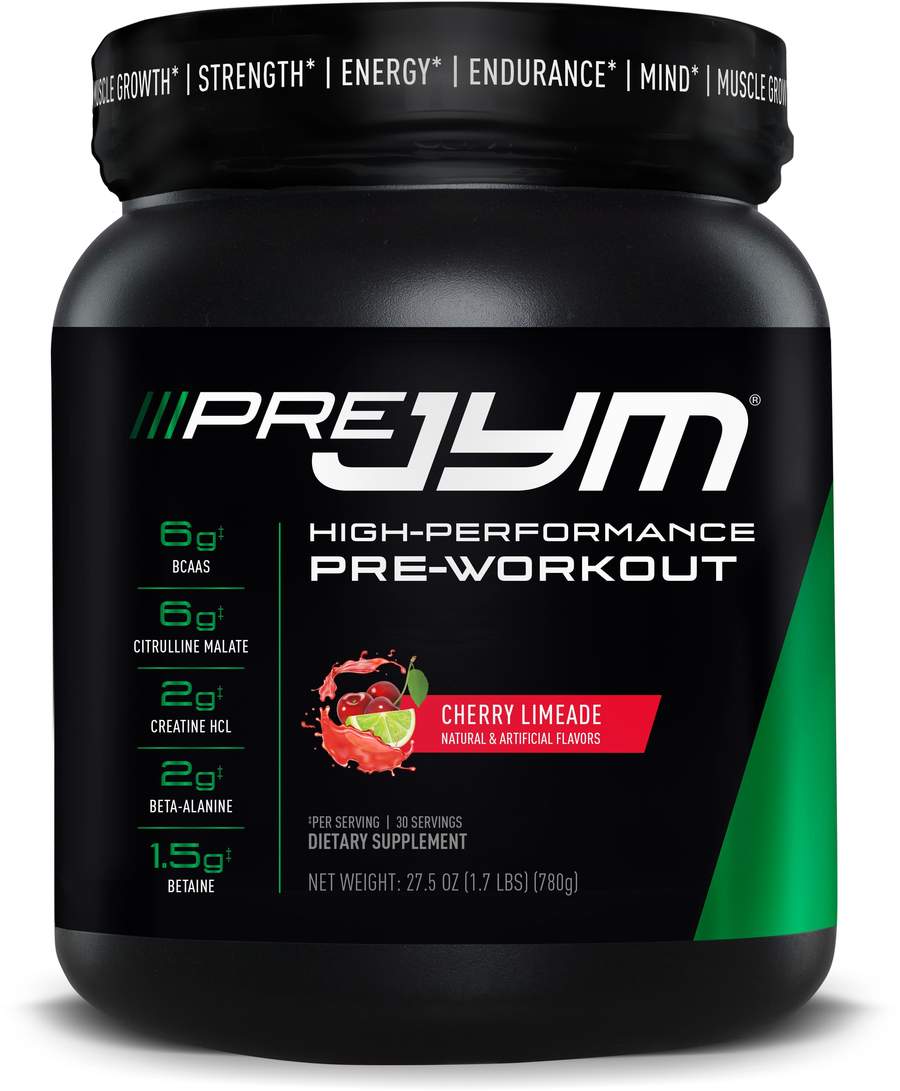 MUSCLE GROWTH* | STRENGTH* | ENERGY* | ENDURANCE* | MIND* | MUSCLE GROW
PRE JYM®
HIGH-PERFORMANCE
PRE-WORKOUT
6g‡
BCAAS
6g‡
CITRULLINE MALATE
2g‡
CREATINE HCL
2g‡
BETA-ALANINE
1.5g‡
BETAINE
CHERRY LIMEADE
NATURAL & ARTIFICIAL FLAVORS
‡PER SERVING | 30 SERVINGS
DIETARY SUPPLEMENT
NET WEIGHT: 27.5 OZ (1.7 LBS) (780g)